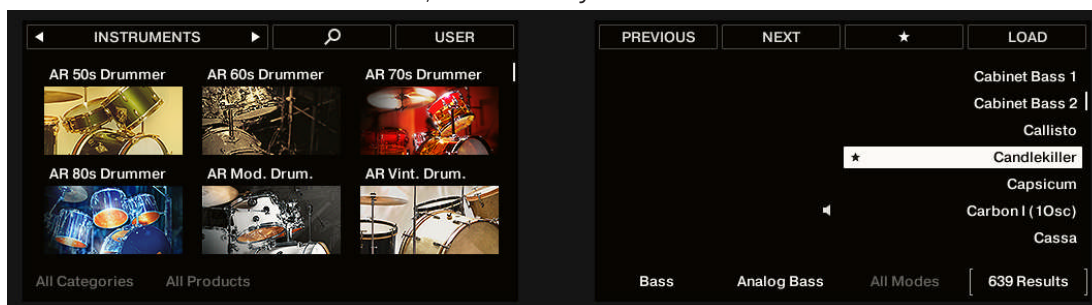 INSTRUMENTS USER
AR 50s Drummer AR 60s Drummer AR 70s Drummer
AR 80s Drummer AR Mod. Drum. AR Vint. Drum.
All Categories All Products
PREVIOUS NEXT ★ LOAD
Cabinet Bass 1
Cabinet Bass 2
Callisto
★ Candlekiller
Capsicum
Carbon I (1Osc)
Cassa
Bass Analog Bass All Modes 639 Results